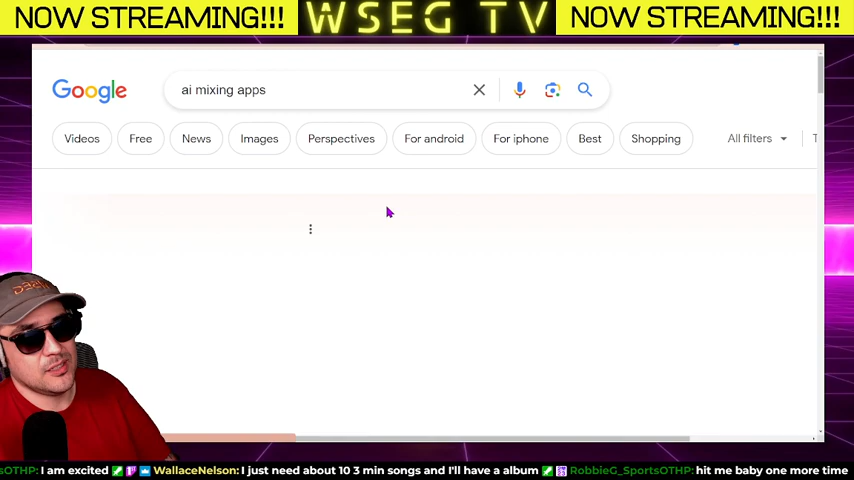 NOW STREAMING!!! WSEG TV NOW STREAMING!!!
Google ai mixing apps
Videos Free News Images Perspectives For android For iphone Best Shopping All filters T
sOTHP: I am excited WallaceNelson: I just need about 10 3 min songs and I'll have a album RobbieG_SportsOTHP: hit me baby one more time